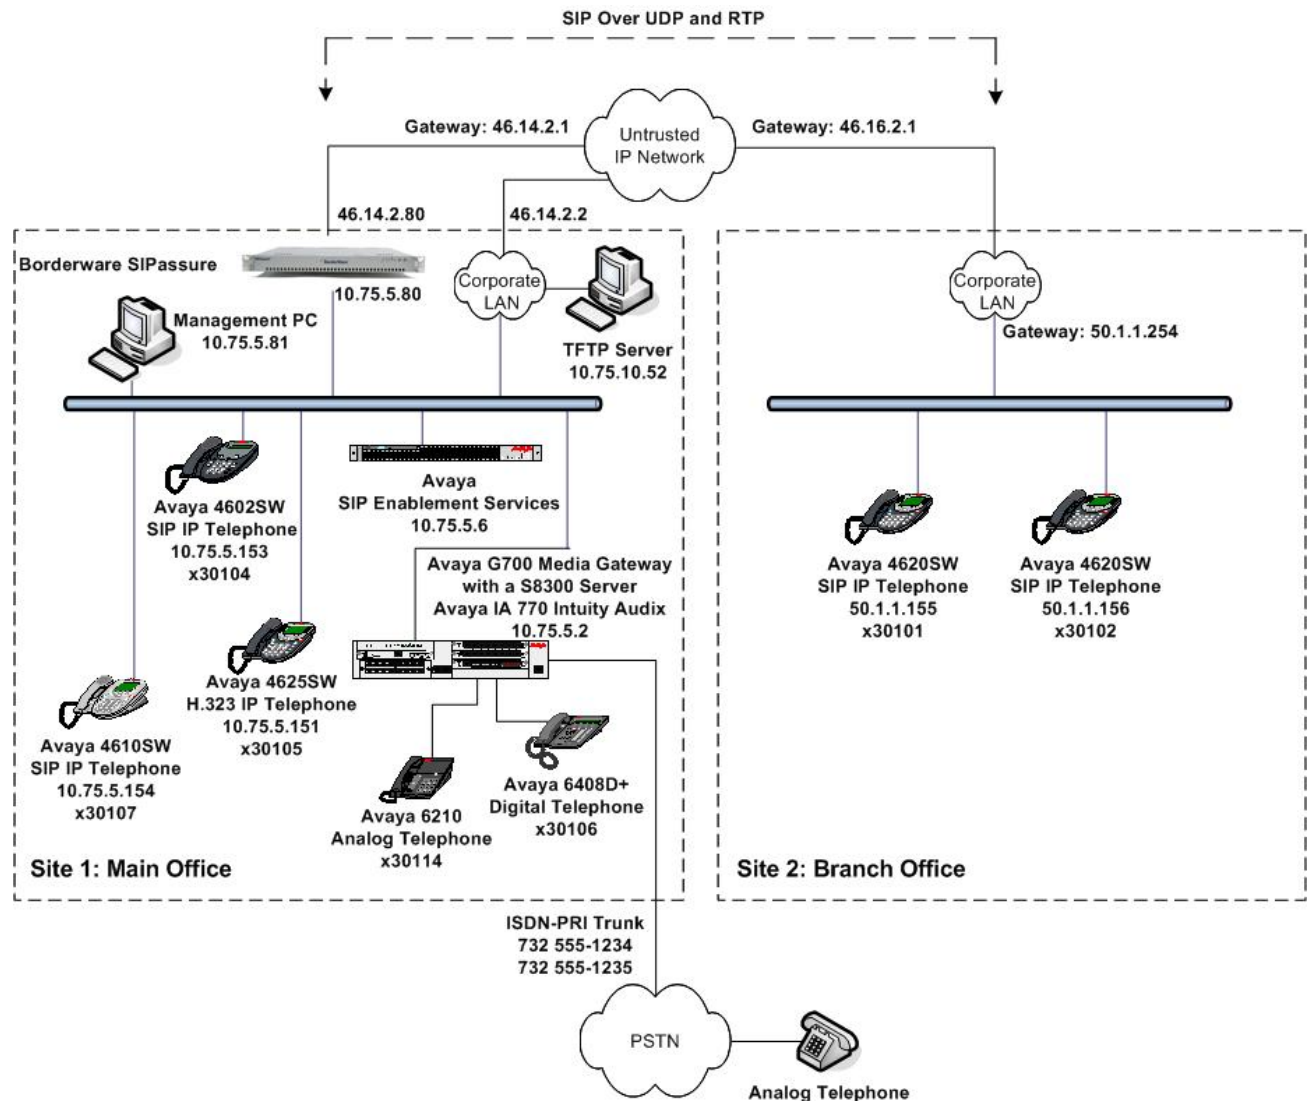 SIP Over UDP and RTP
Gateway: 46.14.2.1
Untrusted
IP Network
Gateway: 46.16.2.1
46.14.2.80
46.14.2.2
Borderware SIPassure
10.75.5.80
Corporate
LAN
Management PC
10.75.5.81
TFTP Server
10.75.10.52
Corporate
LAN
Gateway: 50.1.1.254
Avaya 4602SW
SIP IP Telephone
10.75.5.153
x30104
Avaya
SIP Enablement Services
10.75.5.6
Avaya G700 Media Gateway
with a S8300 Server
Avaya IA 770 Intuity Audix
10.75.5.2
Avaya 4620SW
SIP IP Telephone
50.1.1.155
x30101
Avaya 4620SW
SIP IP Telephone
50.1.1.156
x30102
Avaya 4625SW
H.323 IP Telephone
10.75.5.151
x30105
Avaya 4610SW
SIP IP Telephone
10.75.5.154
x30107
Avaya 6210
Analog Telephone
x30114
Avaya 6408D+
Digital Telephone
x30106
Site 1: Main Office
Site 2: Branch Office
ISDN-PRI Trunk
732 555-1234
732 555-1235
PSTN
Analog Telephone